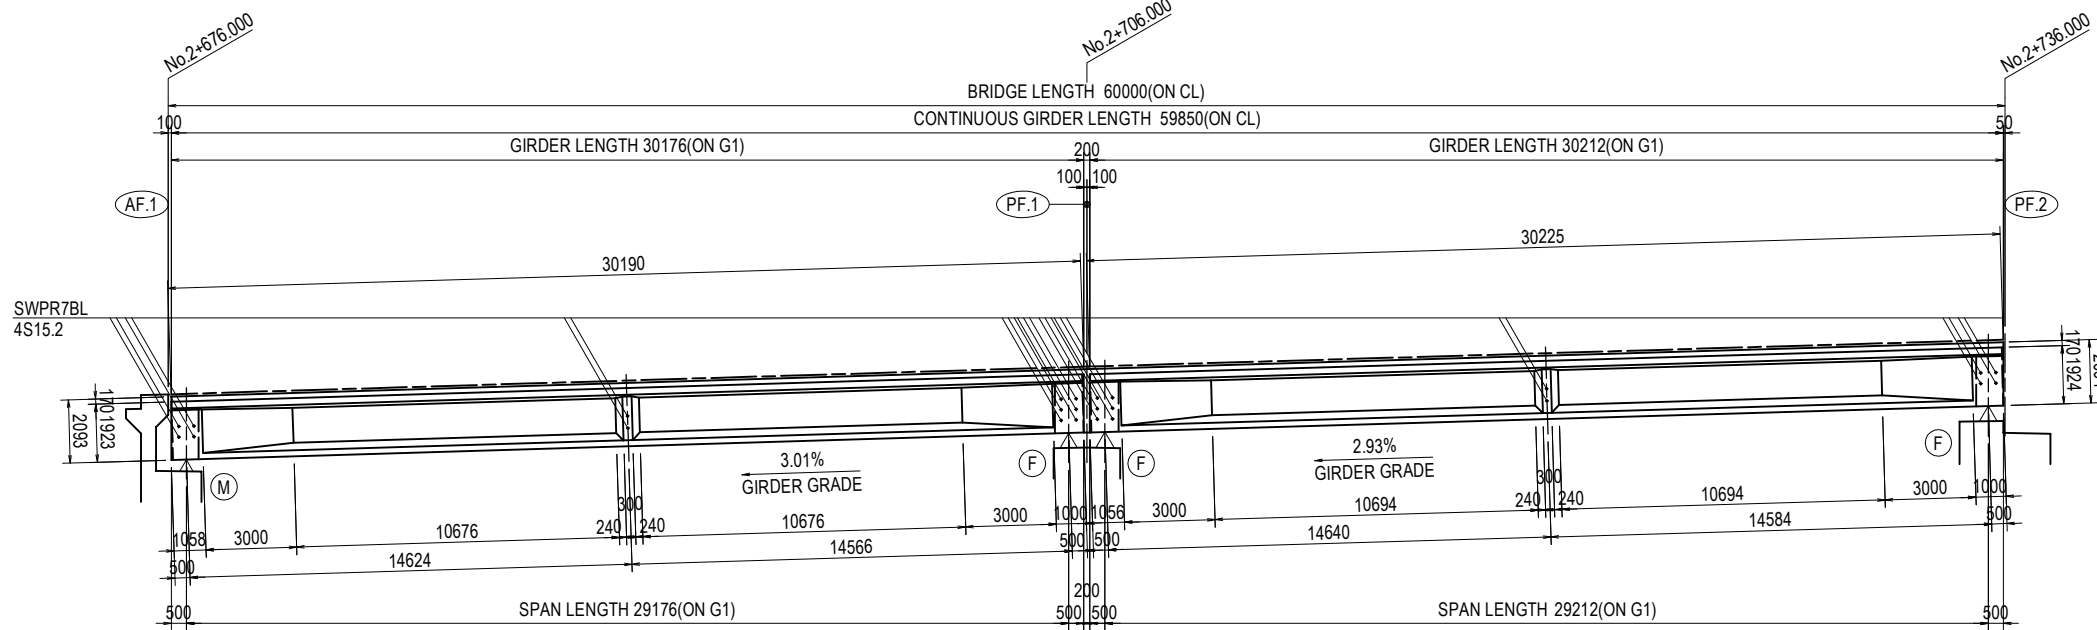 No.2+676.000
No.2+706.000
No.2+736.000
BRIDGE LENGTH 60000(ON CL)
100
CONTINUOUS GIRDER LENGTH 59850(ON CL)
50
GIRDER LENGTH 30176(ON G1)
200
GIRDER LENGTH 30212(ON G1)
100
100
AF.1
PF.1
PF.2
30190
30225
SWPR7BL
4S15.2
170
1923
2093
170
1924
M
3.01%
GIRDER GRADE
F
F
2.93%
GIRDER GRADE
F
1058
3000
10676
240
300
240
10676
3000
1000
1056
3000
10694
240
300
240
10694
3000
1000
500
14624
14566
500
500
14640
14584
500
200
500
SPAN LENGTH 29176(ON G1)
500
500
SPAN LENGTH 29212(ON G1)
500